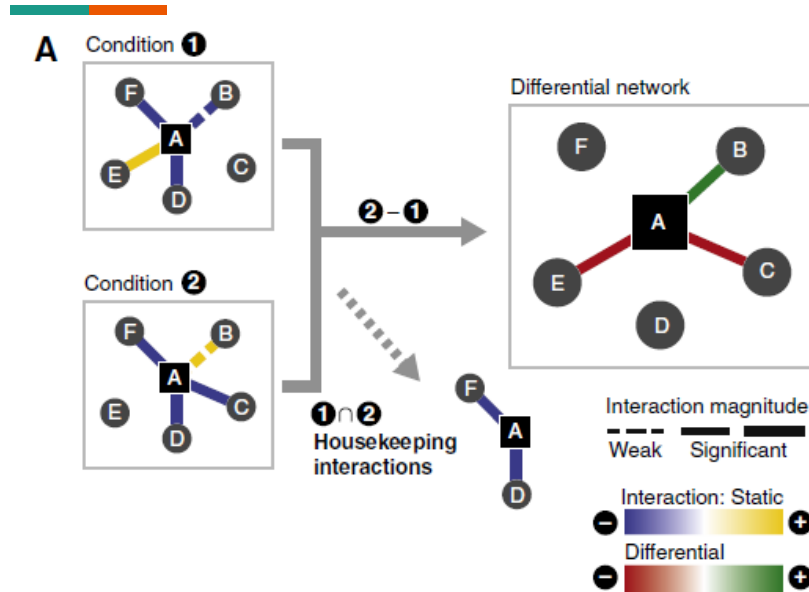 A
Condition ❶
F
B
A
E
C
D
Condition ❷
F
B
A
E
C
D
❷ – ❶
❶∩❷
Housekeeping
interactions
F
A
D
Differential network
F
B
A
E
C
D
Interaction magnitude
Weak Significant
Interaction: Static
− +
Differential
− +